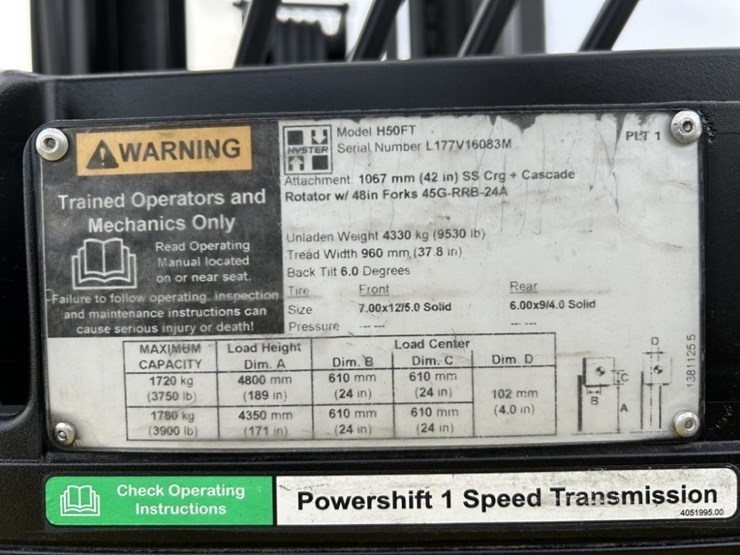 WARNING
Trained Operators and
Mechanics Only
Read Operating
Manual located
on or near seat.
Failure to follow operating, inspection
and maintenance instructions can
cause serious injury or death!
HYSTER
Model H50FT
Serial Number L177V16083M
PLT 1
Attachment 1067 mm (42 in) SS Crg + Cascade
Rotator w/ 48in Forks 45G-RRB-24A
Unladen Weight 4330 kg (9530 lb)
Tread Width 960 mm (37.8 in)
Back Tilt 6.0 Degrees
Tire Front Rear
Size 7.00x12/5.0 Solid 6.00x9/4.0 Solid
Pressure --- --- --- ---
MAXIMUM CAPACITY Load Height Dim. A Load Center
Dim. B Dim. C Dim D
1720 kg 4800 mm 610 mm 610 mm
(3750 lb) (189 in) (24 in) (24 in)
102 mm
(4.0 in)
1780 kg 4350 mm 610 mm 610 mm
(3900 lb) (171 in) (24 in) (24 in)
C
B
A
D
1381125 5
Check Operating
Instructions
Powershift 1 Speed Transmission
4051995.00